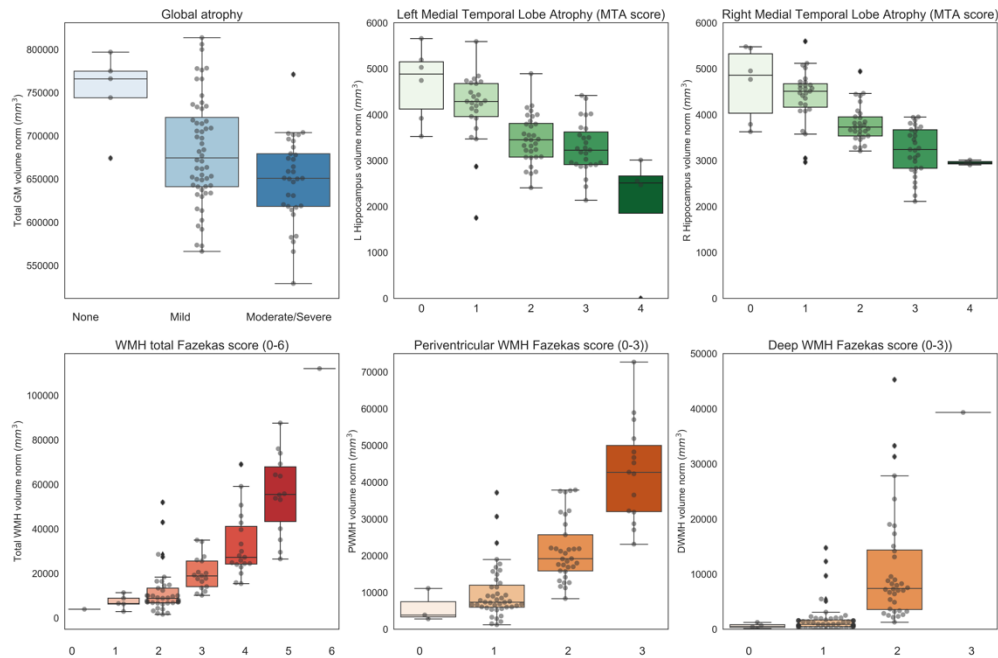 Global atrophy
Total GM volume norm (mm³)
800000
750000
700000
650000
600000
550000
None Mild Moderate/Severe
Left Medial Temporal Lobe Atrophy (MTA score)
L Hippocampus volume norm (mm³)
6000
5000
4000
3000
2000
1000
0
0 1 2 3 4
Right Medial Temporal Lobe Atrophy (MTA score)
R Hippocampus volume norm (mm³)
6000
5000
4000
3000
2000
1000
0
0 1 2 3 4
WMH total Fazekas score (0-6)
Total WMH volume norm (mm³)
100000
80000
60000
40000
20000
0
0 1 2 3 4 5 6
Periventricular WMH Fazekas score (0-3))
PWMH volume norm (mm³)
70000
60000
50000
40000
30000
20000
10000
0
0 1 2 3
Deep WMH Fazekas score (0-3))
DWMH volume norm (mm³)
50000
40000
30000
20000
10000
0
0 1 2 3